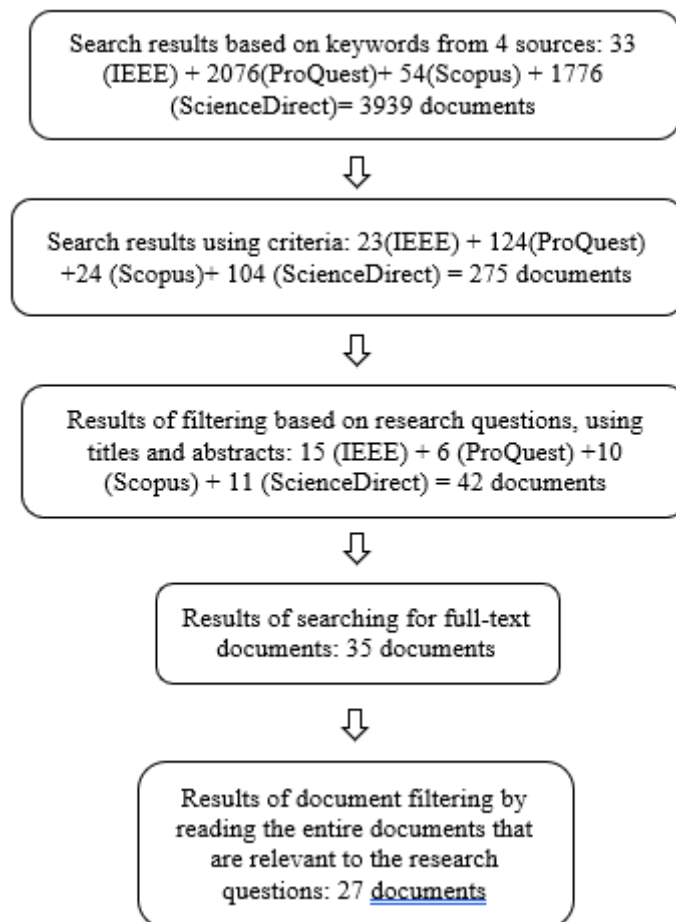 Search results based on keywords from 4 sources: 33
(IEEE) + 2076(ProQuest)+ 54(Scopus) + 1776
(ScienceDirect)= 3939 documents
Search results using criteria: 23(IEEE) + 124(ProQuest)
+24 (Scopus)+ 104 (ScienceDirect) = 275 documents
Results of filtering based on research questions, using
titles and abstracts: 15 (IEEE) + 6 (ProQuest) +10
(Scopus) + 11 (ScienceDirect) = 42 documents
Results of searching for full-text
documents: 35 documents
Results of document filtering by
reading the entire documents that
are relevant to the research
questions: 27 documents